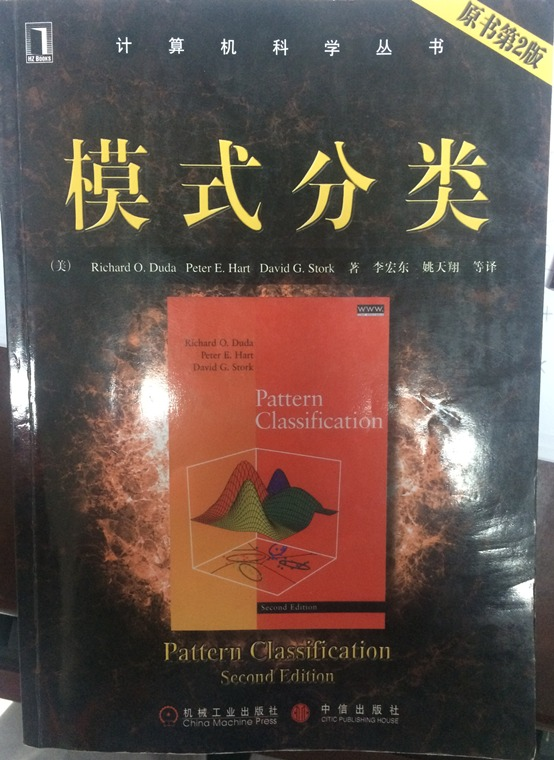 HZ BOOKS
计算机科学丛书
原书第2版
模式分类
(美) Richard O. Duda Peter E. Hart David G. Stork 著 李宏东 姚天翔 等译
WWW.
Richard O. Duda
Peter E. Hart
David G. Stork
Pattern
Classification
Second Edition
Pattern Classification
Second Edition
机械工业出版社
China Machine Press
中信出版社
CITIC PUBLISHING HOUSE